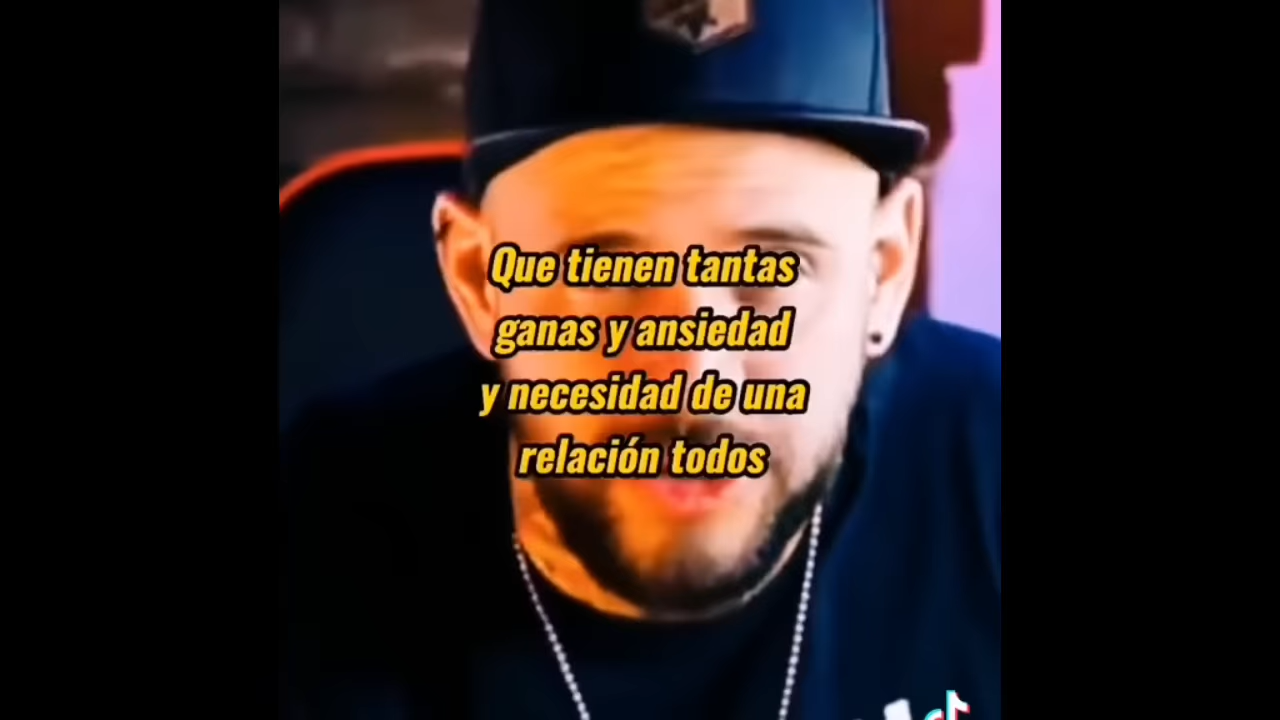 Que tienen tantas
ganas y ansiedad
y necesidad de una
relación todos